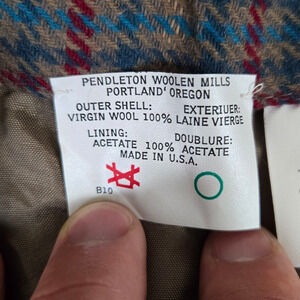 PENDLETON WOOLEN MILLS
PORTLAND, OREGON
OUTER SHELL: EXTERIEUR:
VIRGIN WOOL 100% LAINE VIERGE
LINING: DOUBLURE:
ACETATE 100% ACETATE
MADE IN U.S.A.
B10